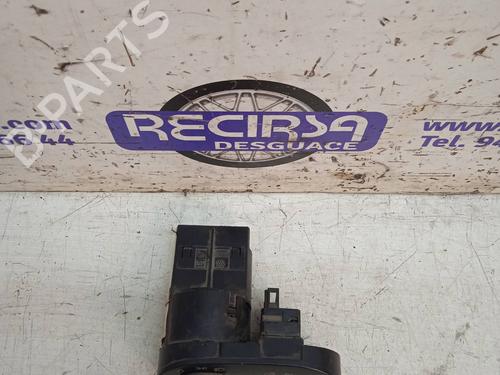 B-PARTS
RECIRSA
DESGUACE
.com
www
66 44
Tel. 94